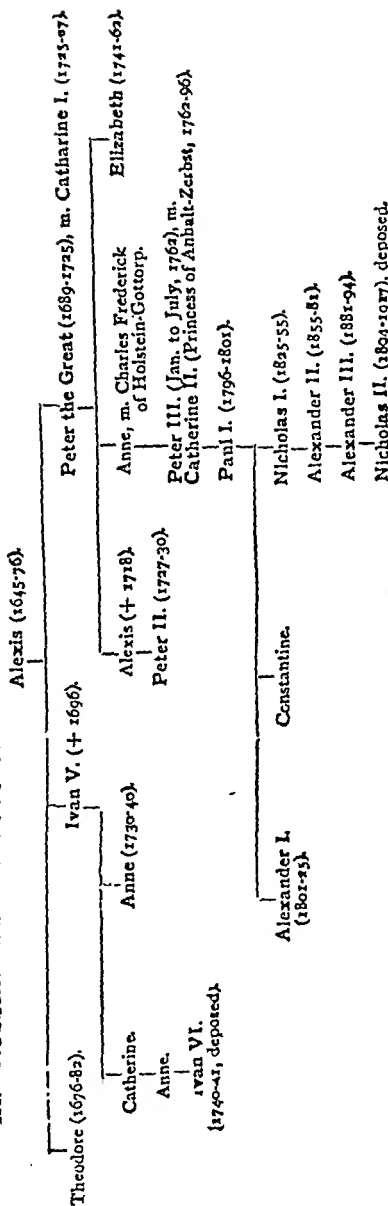 Alexis (1645-76).
Theodore (1676-82).
Ivan V. (+ 1696).
Peter the Great (1689-1725), m. Catharine I. (1725-27).
Catherine.
Anne (1730-40).
Alexis (+ 1718).
Anne, m. Charles Frederick
of Holstein-Gottorp.
Elizabeth (1741-62).
Anne.
Peter II. (1727-30).
Peter III. (Jan. to July, 1762), m.
Catherine II. (Princess of Anhalt-Zerbst, 1762-96).
Ivan VI.
(1740-41, deposed).
Paul I. (1796-1801).
Alexander I.
(1801-25).
Constantine.
Nicholas I. (1825-55).
Alexander II. (1855-81).
Alexander III. (1881-94).
Nicholas II. (1894-1917), deposed.